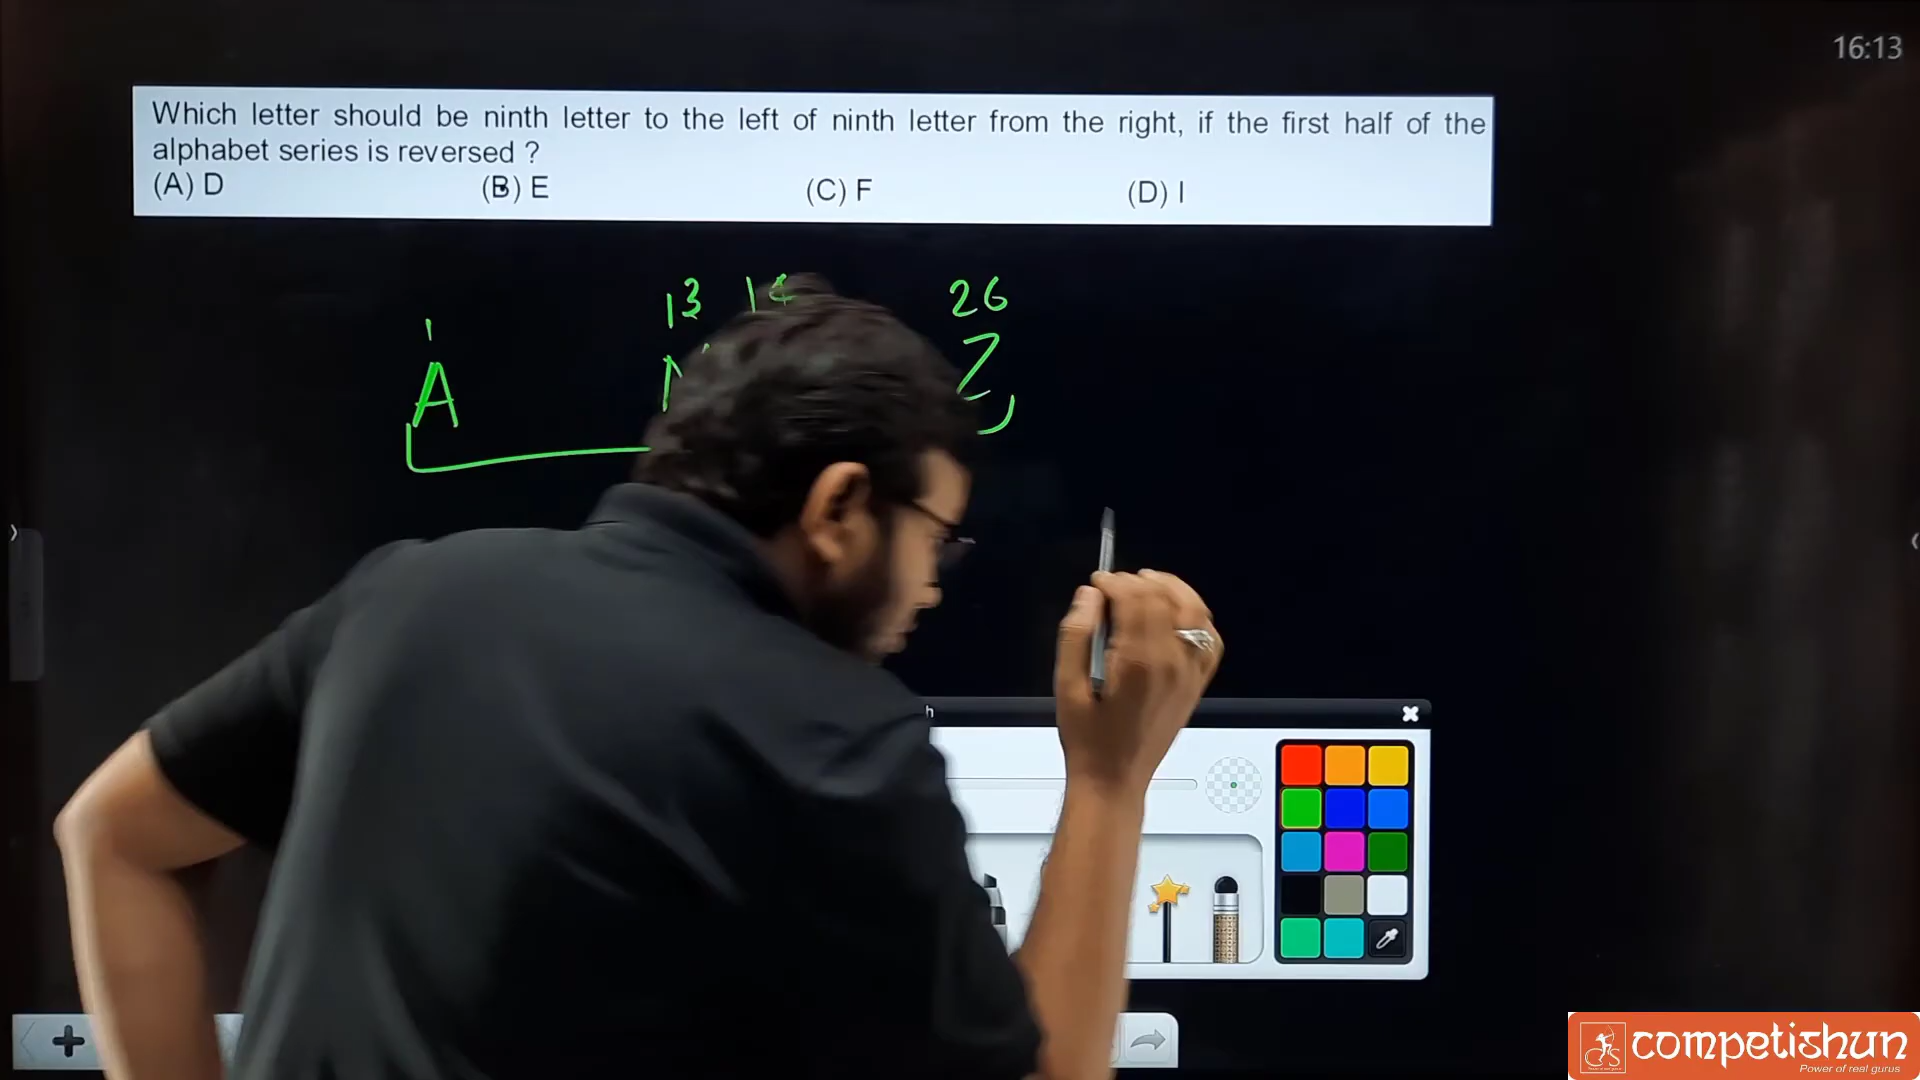 16:13
Which letter should be ninth letter to the left of ninth letter from the right, if the first half of the
alphabet series is reversed ?
(A) D (B) E (C) F (D) I
1 13 26
A Z
competishun
Power of real gurus